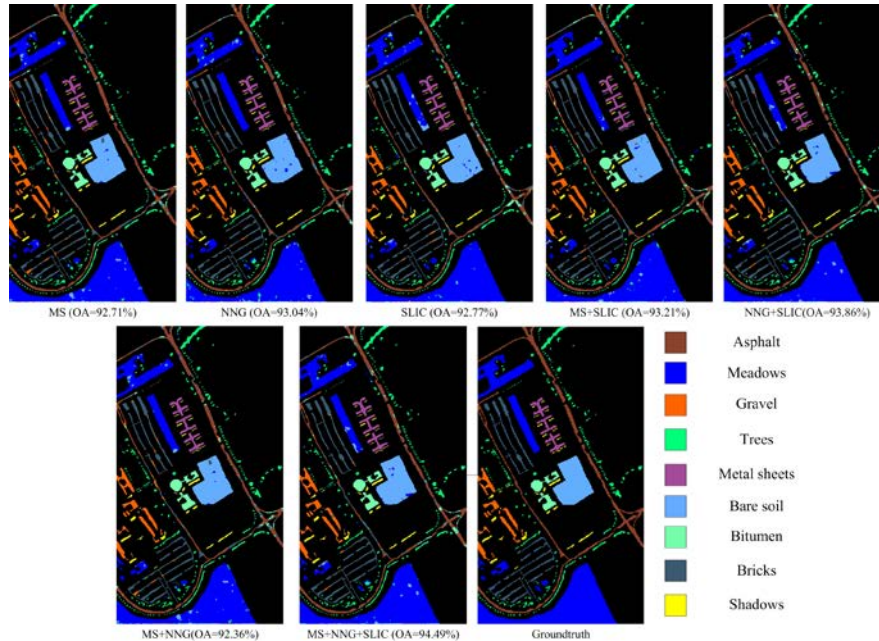 MS (OA=92.71%)
NNG (OA=93.04%)
SLIC (OA=92.77%)
MS+SLIC (OA=93.21%)
NNG+SLIC(OA=93.86%)
MS+NNG(OA=92.36%)
MS+NNG+SLIC (OA=94.49%)
Groundtruth
Asphalt
Meadows
Gravel
Trees
Metal sheets
Bare soil
Bitumen
Bricks
Shadows